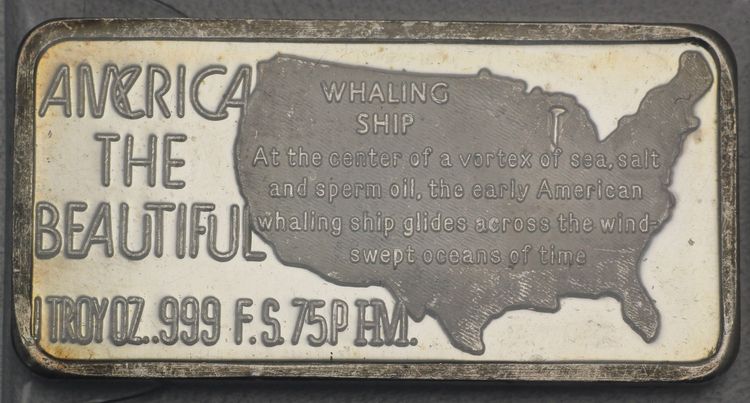 AMERICA
THE
BEAUTIFUL
1 TROY OZ. .999 F.S. 75P HM.
WHALING
SHIP
At the center of a vortex of sea, salt
and sperm oil, the early American
whaling ship glides across the wind-
swept oceans of time